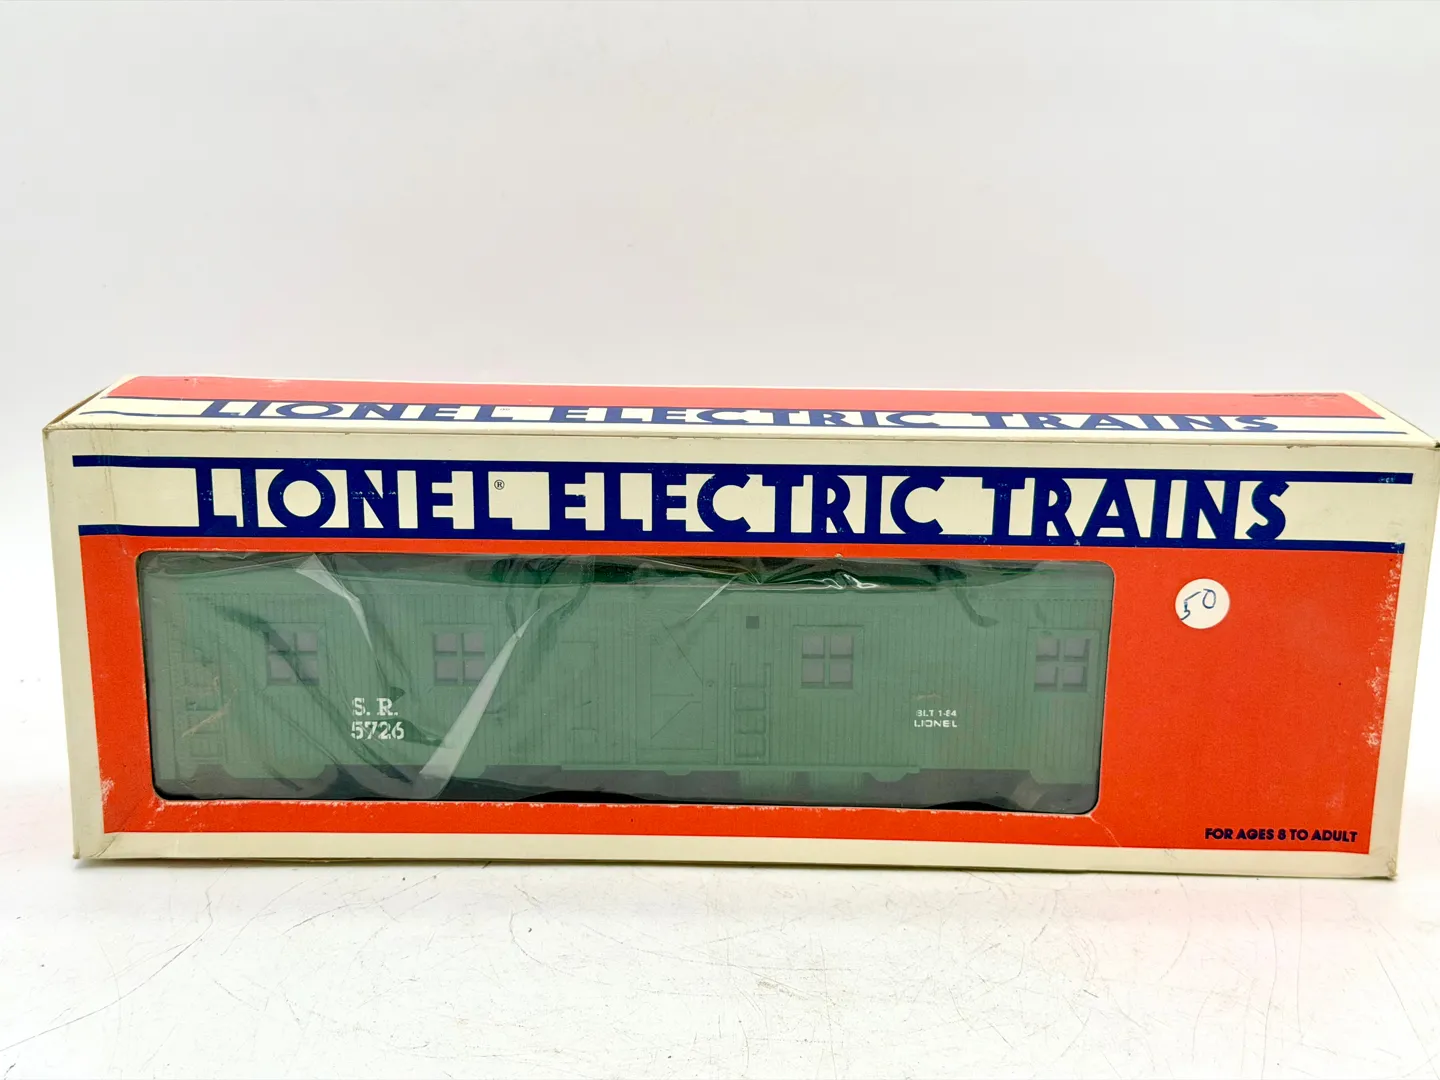 LIONEL® ELECTRIC TRAINS
LIONEL® ELECTRIC TRAINS
50
S. R.
5726
BLT 1-84
LIONEL
FOR AGES 8 TO ADULT